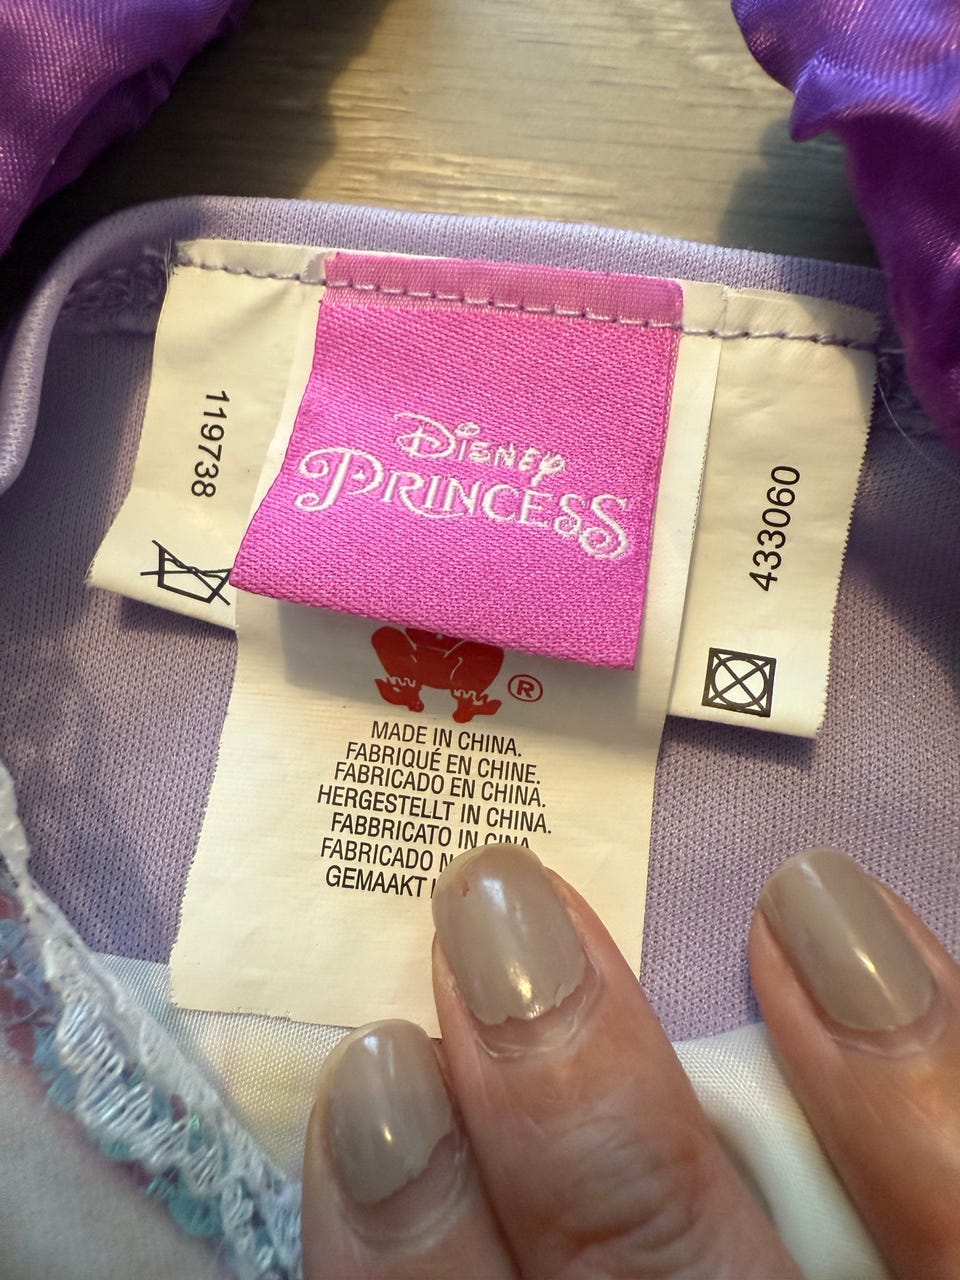 119738
Disney
PRINCESS
433060
®
MADE IN CHINA.
FABRIQUÉ EN CHINE.
FABRICADO EN CHINA.
HERGESTELLT IN CHINA.
FABBRICATO IN CINA.
FABRICADO
GEMAAKT